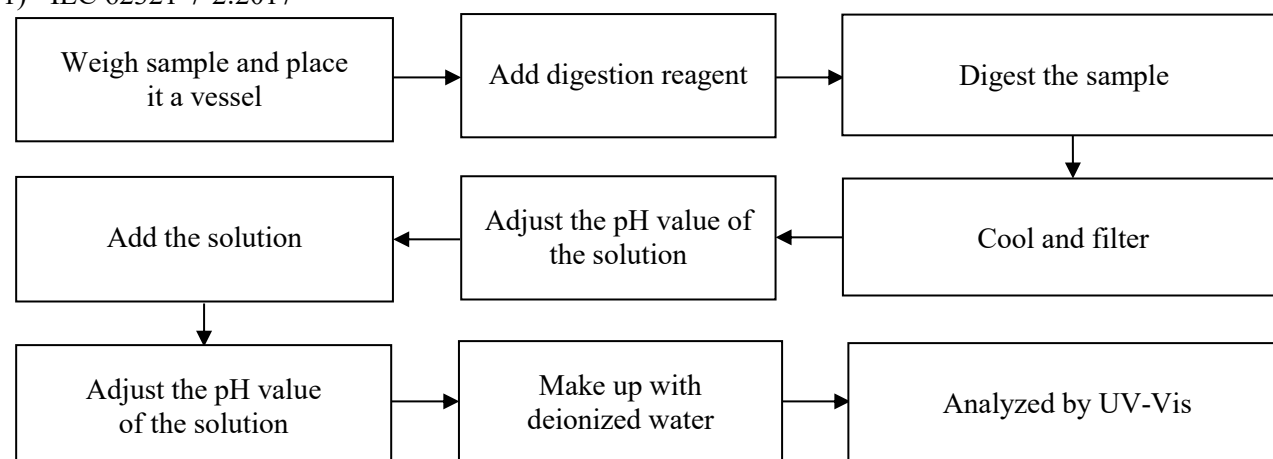 Weigh sample and place
it a vessel
Add digestion reagent
Digest the sample
Cool and filter
Adjust the pH value of
the solution
Add the solution
Adjust the pH value
of the solution
Make up with
deionized water
Analyzed by UV-Vis